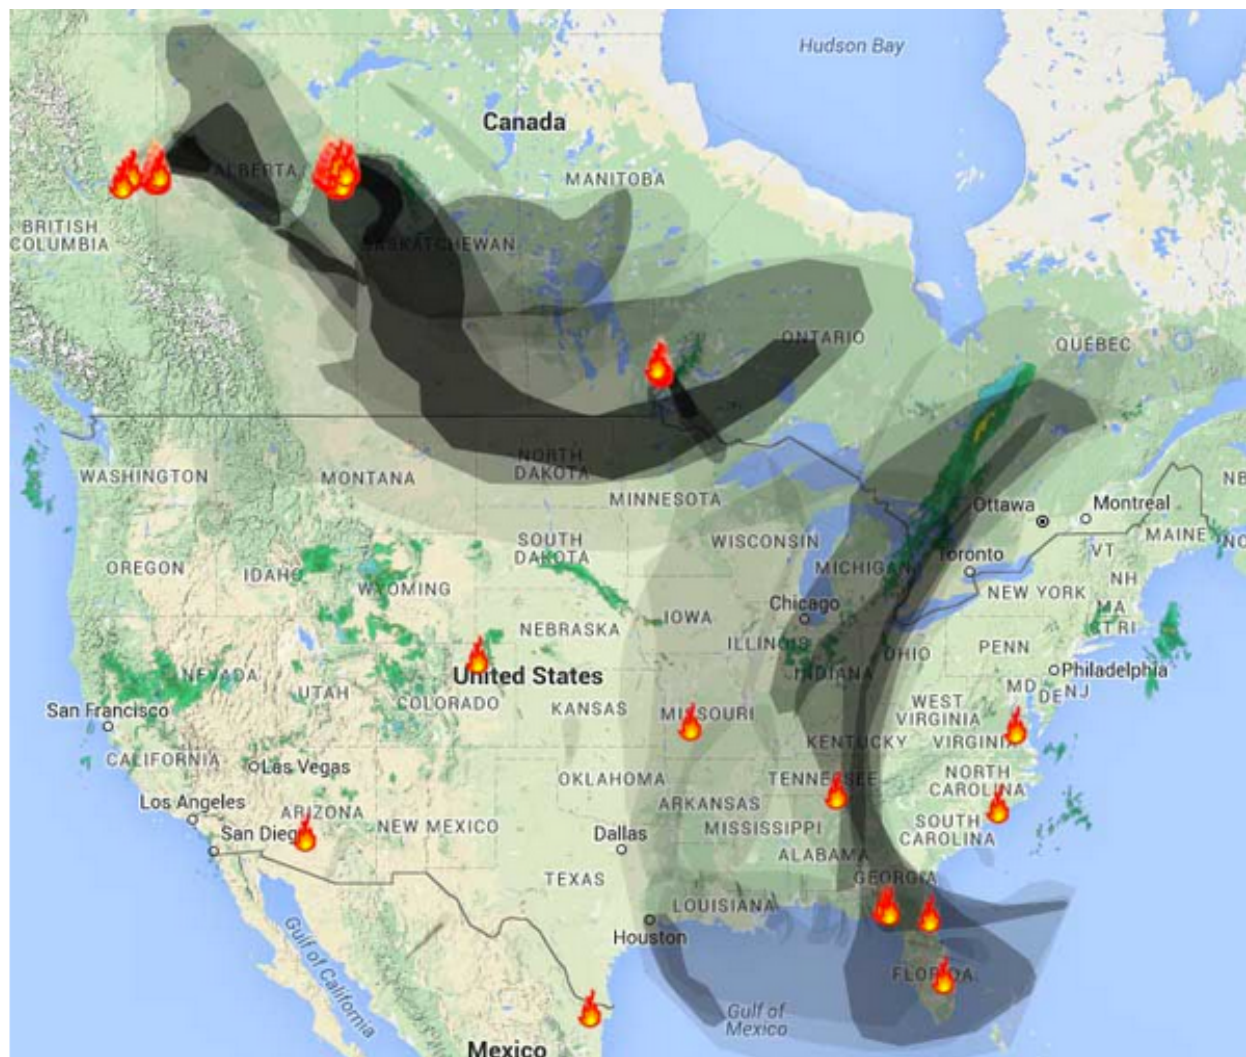 Hudson Bay
Canada
ALBERTA
MANITOBA
BRITISH
COLUMBIA
SASKATCHEWAN
ONTARIO
QUEBEC
WASHINGTON
MONTANA
NORTH
DAKOTA
MINNESOTA
Ottawa
Montreal
NB
MAINE
OREGON
IDAHO
WYOMING
SOUTH
DAKOTA
WISCONSIN
MICHIGAN
Toronto
VT
NH
NEW YORK
MA
CT RI
NO
Chicago
IOWA
NEBRASKA
ILLINOIS
INDIANA
OHIO
PENN
Philadelphia
NEVADA
UTAH
COLORADO
United States
KANSAS
MISSOURI
WEST
VIRGINIA
MD
DE
NJ
San Francisco
CALIFORNIA
Las Vegas
KENTUCKY
VIRGINIA
OKLAHOMA
TENNESSEE
NORTH
CAROLINA
Los Angeles
ARIZONA
NEW MEXICO
ARKANSAS
MISSISSIPPI
SOUTH
CAROLINA
San Diego
Dallas
ALABAMA
TEXAS
GEORGIA
LOUISIANA
Houston
FLORIDA
Gulf of California
Gulf of
Mexico
Mexico